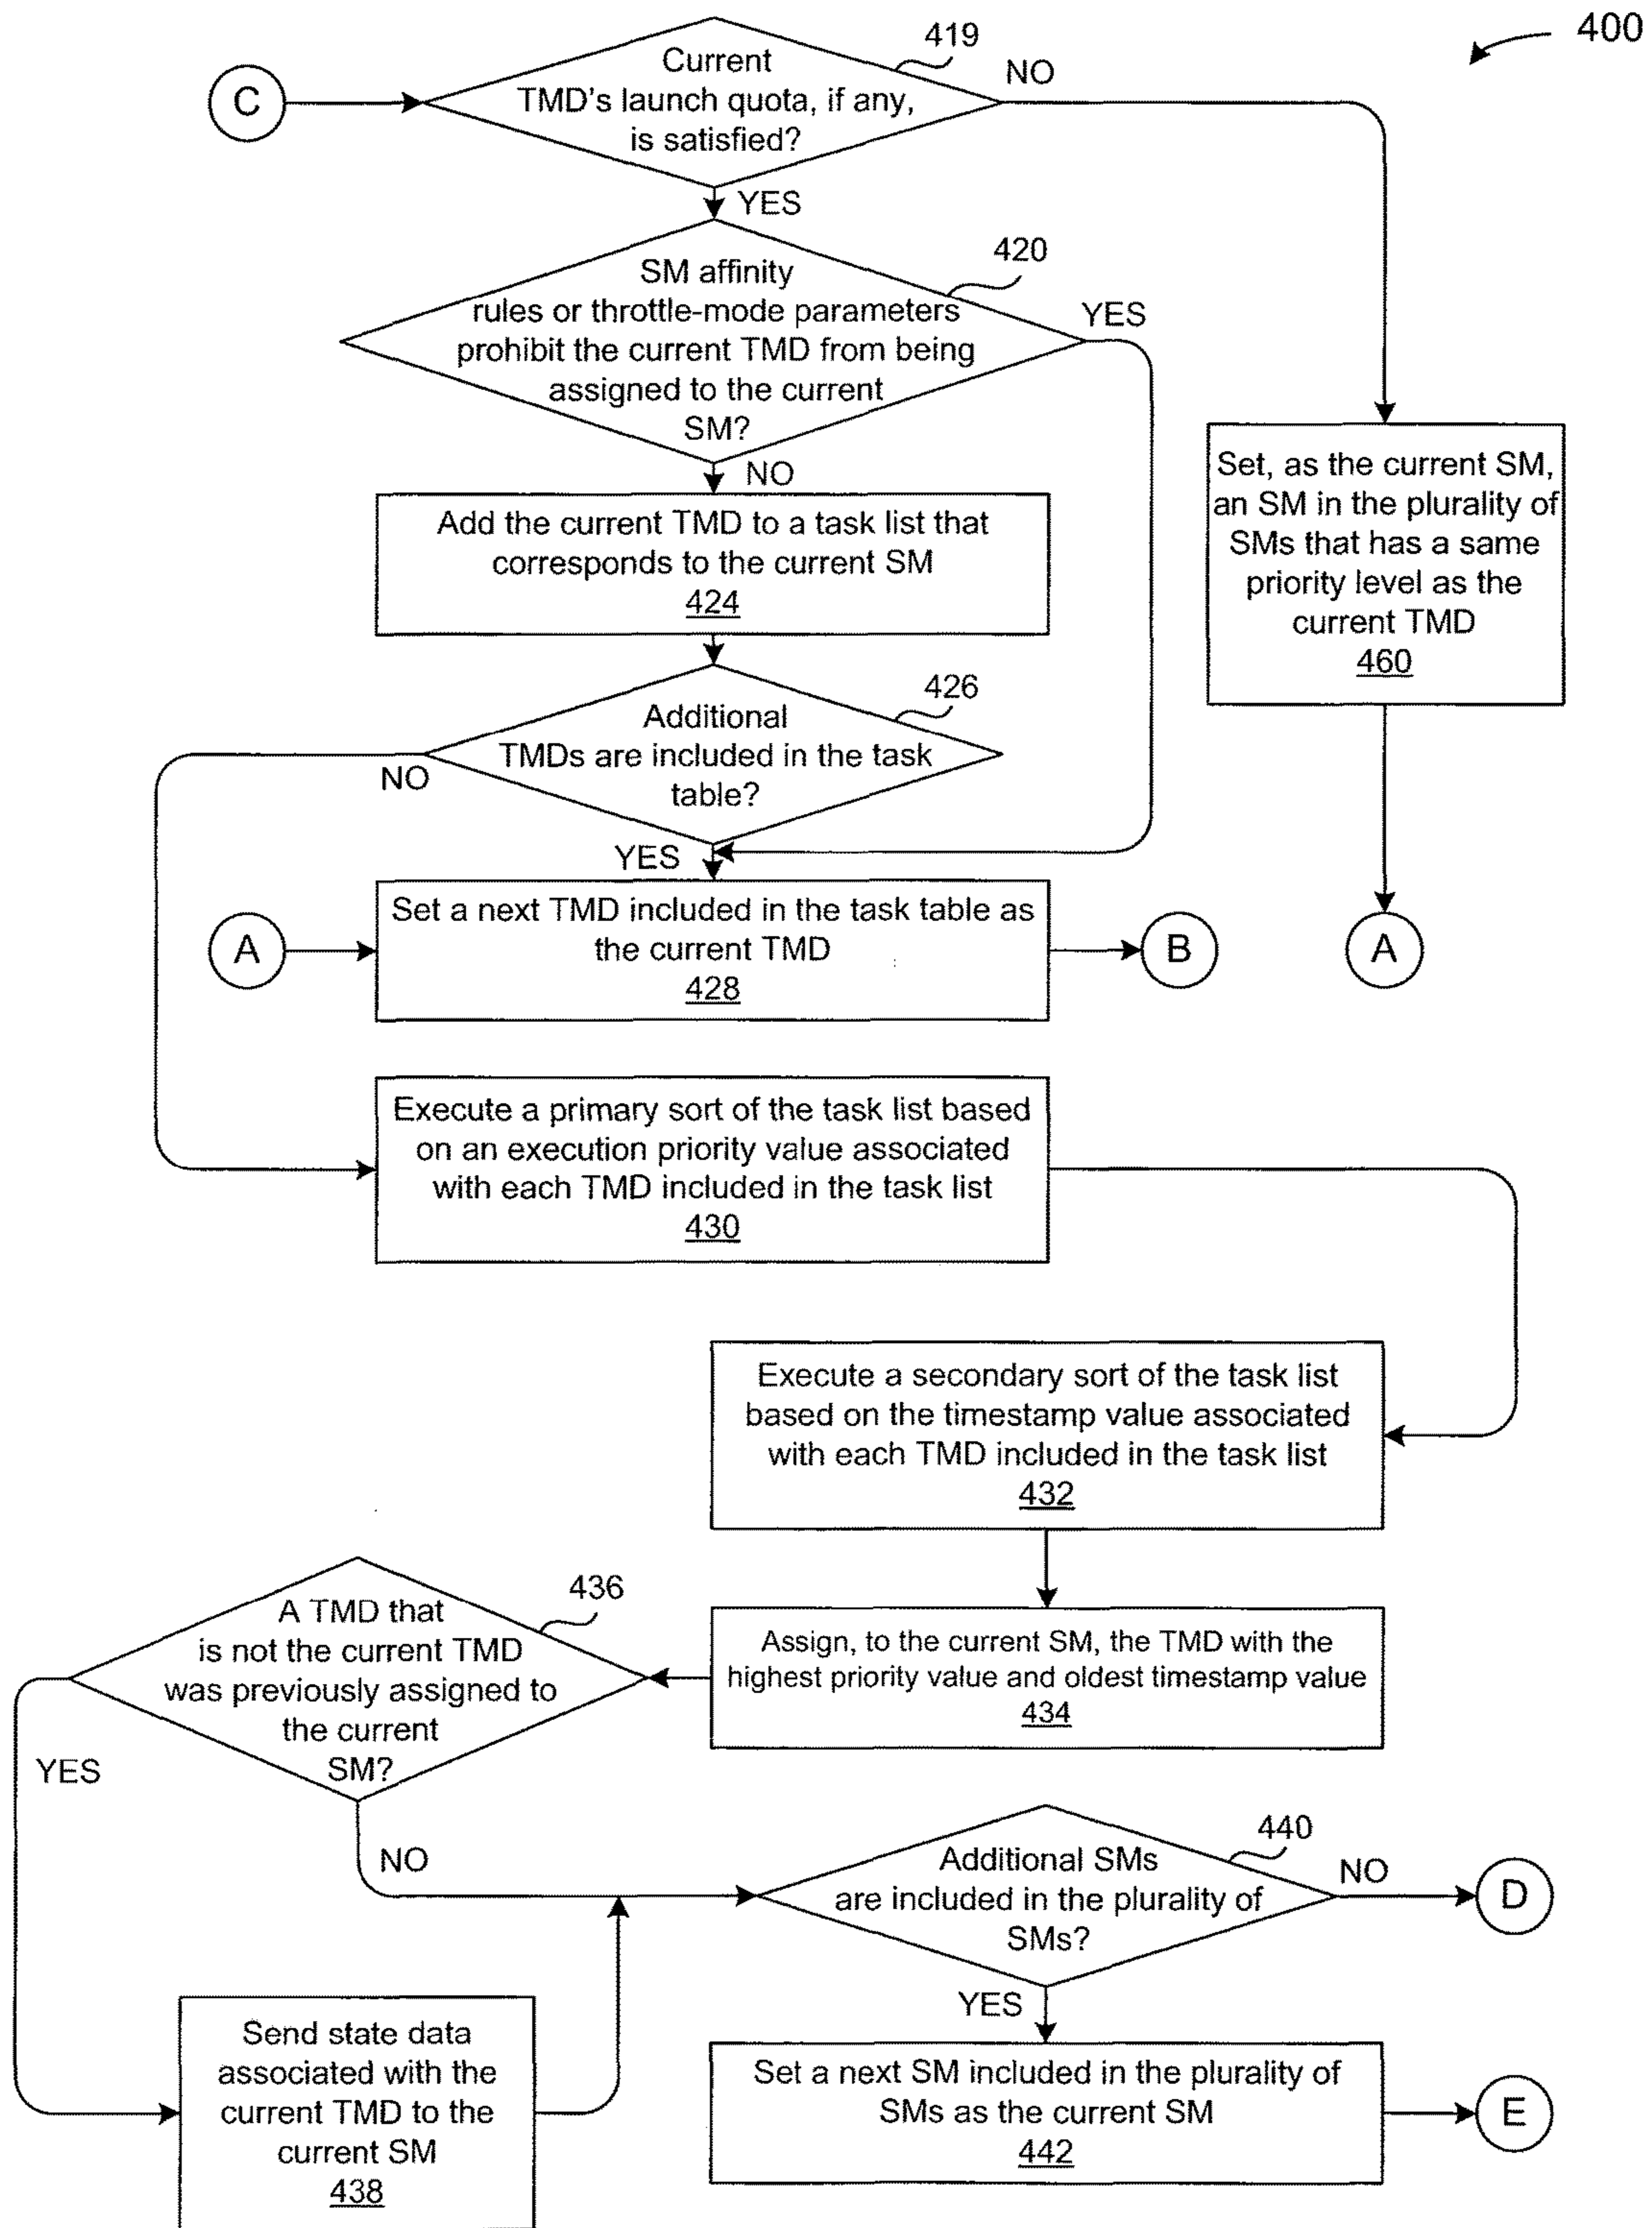 400
419
Current
TMD's launch quota, if any,
is satisfied?
NO
C
YES
420
SM affinity
rules or throttle-mode parameters
prohibit the current TMD from being
assigned to the current
SM?
YES
NO
Set, as the current SM,
an SM in the plurality of
SMs that has a same
priority level as the
current TMD
460
Add the current TMD to a task list that
corresponds to the current SM
424
426
Additional
TMDs are included in the task
table?
NO
YES
A
Set a next TMD included in the task table as
the current TMD
428
B
A
Execute a primary sort of the task list based
on an execution priority value associated
with each TMD included in the task list
430
Execute a secondary sort of the task list
based on the timestamp value associated
with each TMD included in the task list
432
Assign, to the current SM, the TMD with the
highest priority value and oldest timestamp value
434
436
A TMD that
is not the current TMD
was previously assigned to
the current
SM?
YES
NO
440
Additional SMs
are included in the plurality of
SMs?
NO
D
YES
Send state data
associated with the
current TMD to the
current SM
438
Set a next SM included in the plurality of
SMs as the current SM
442
E